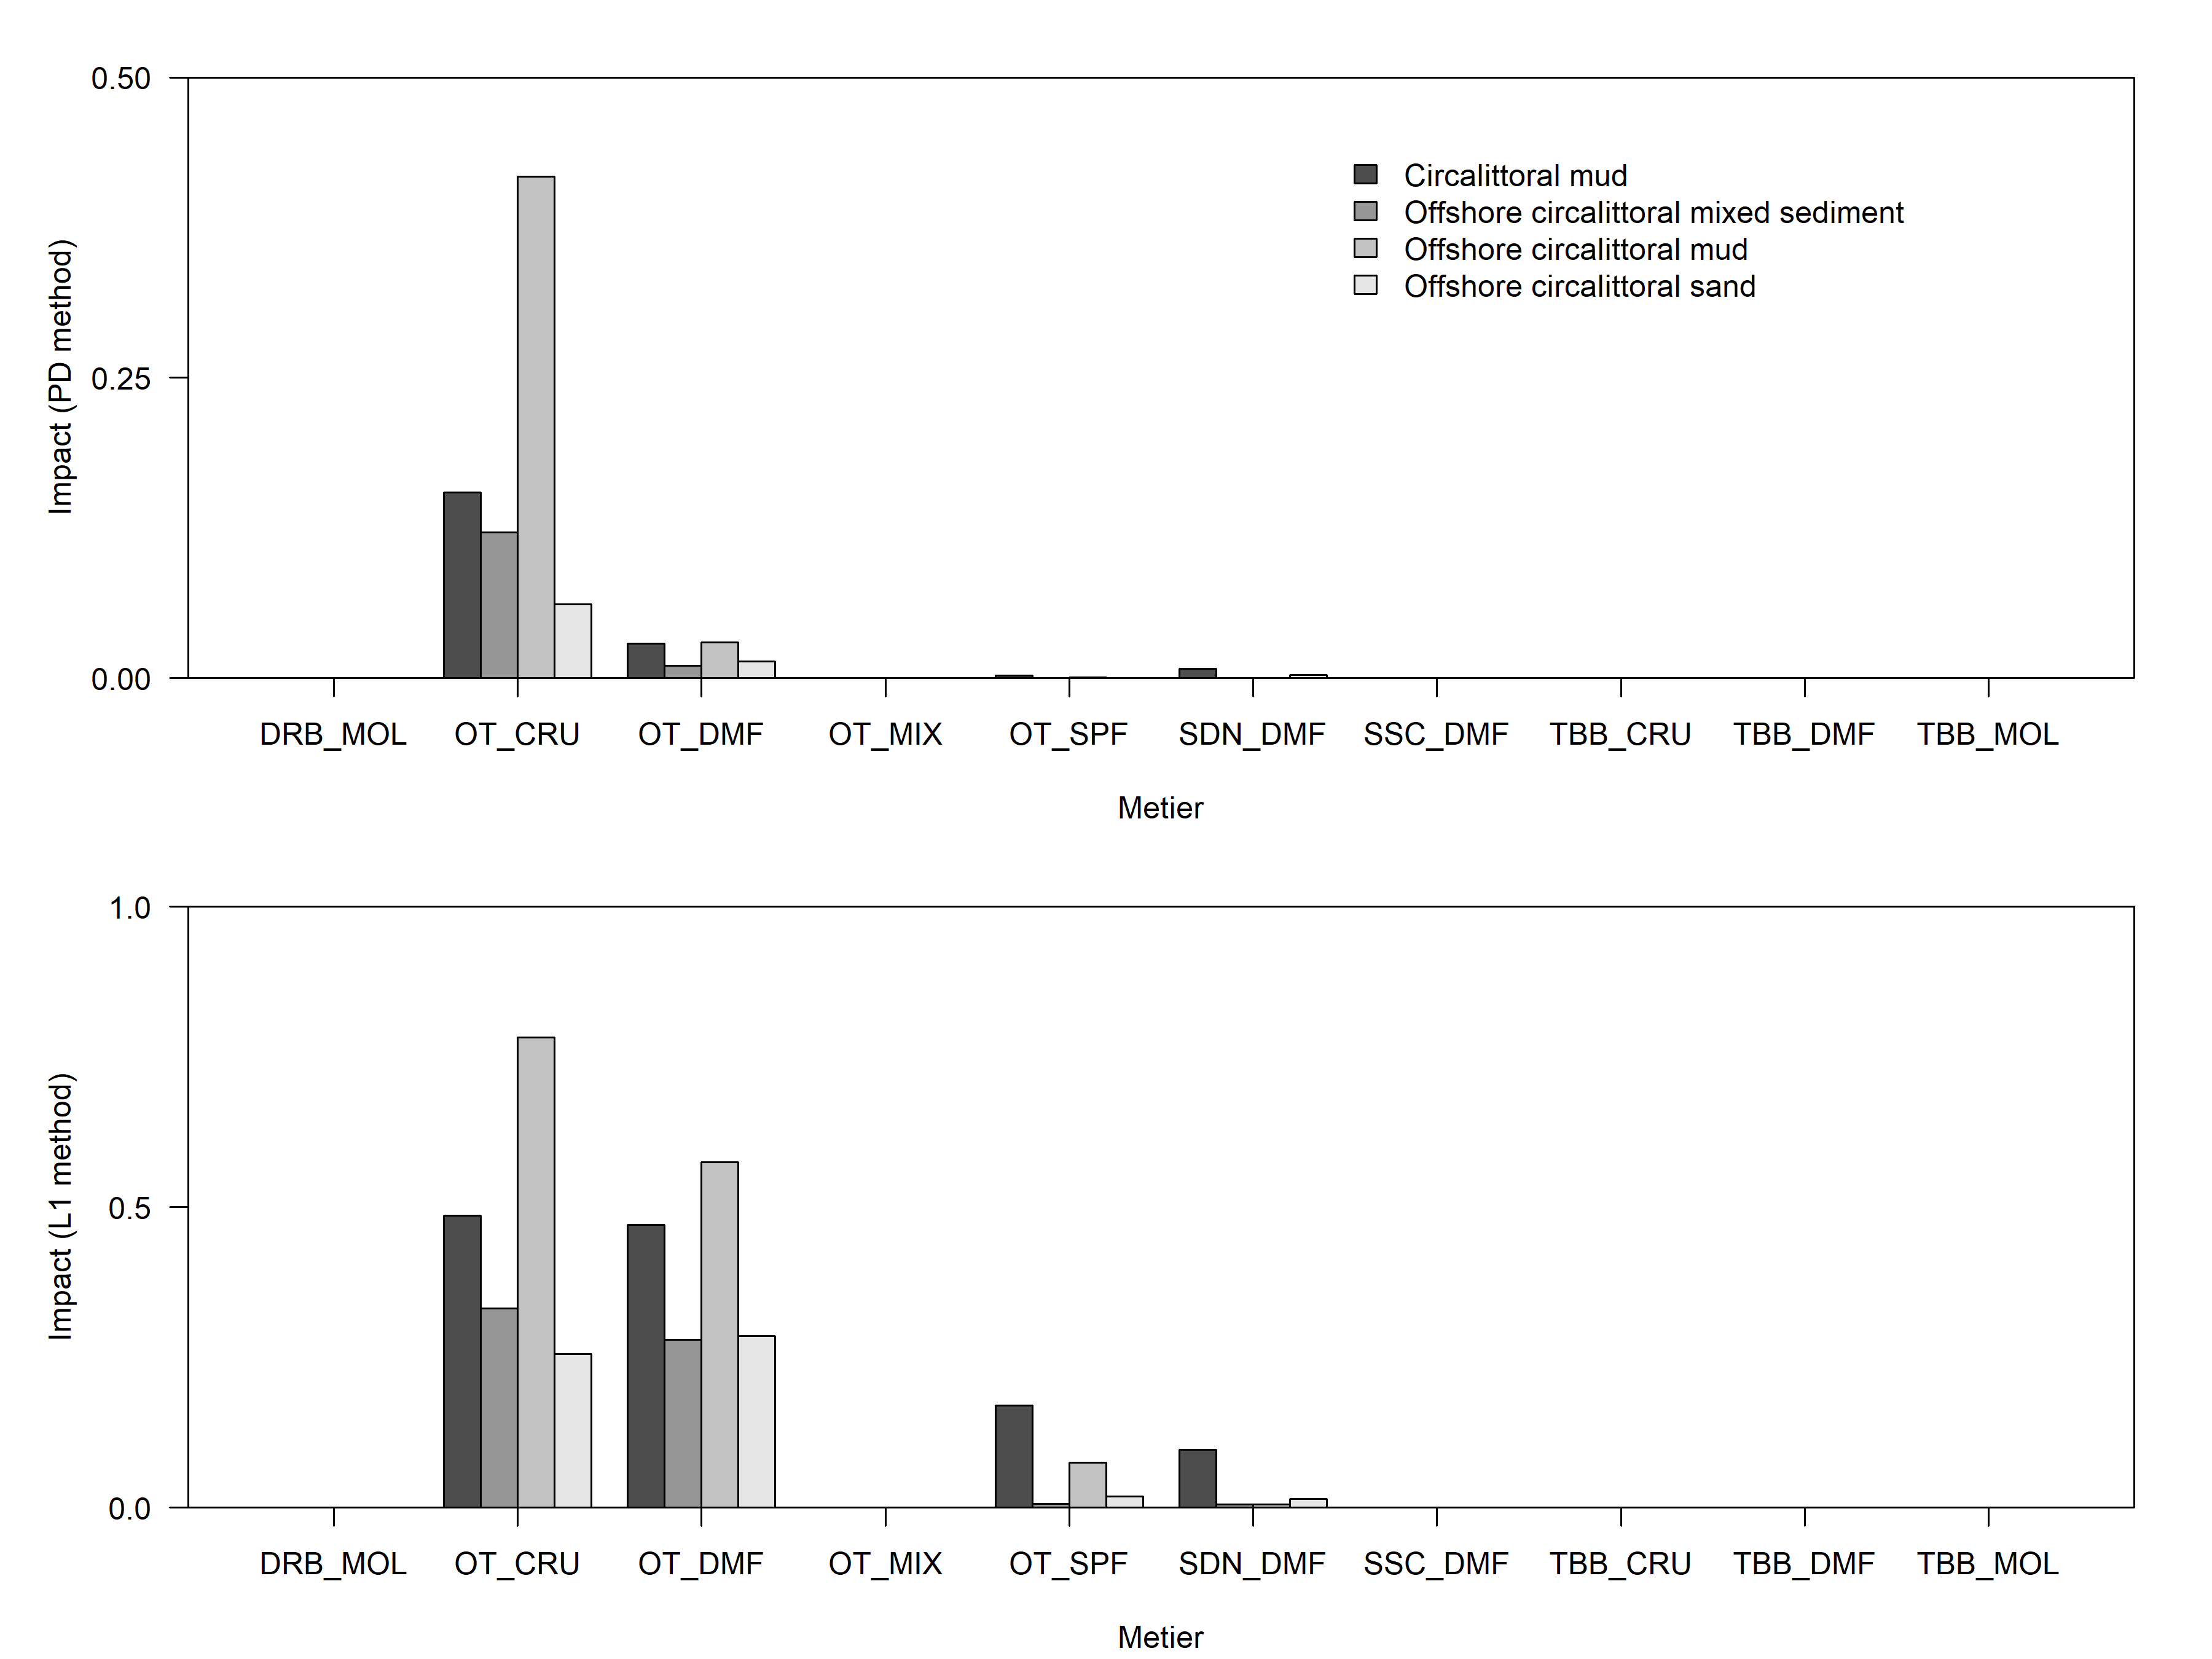 Impact (PD method)
0.50
0.25
0.00
Circalittoral mud
Offshore circalittoral mixed sediment
Offshore circalittoral mud
Offshore circalittoral sand
DRB_MOL OT_CRU OT_DMF OT_MIX OT_SPF SDN_DMF SSC_DMF TBB_CRU TBB_DMF TBB_MOL
Metier
Impact (L1 method)
1.0
0.5
0.0
DRB_MOL OT_CRU OT_DMF OT_MIX OT_SPF SDN_DMF SSC_DMF TBB_CRU TBB_DMF TBB_MOL
Metier